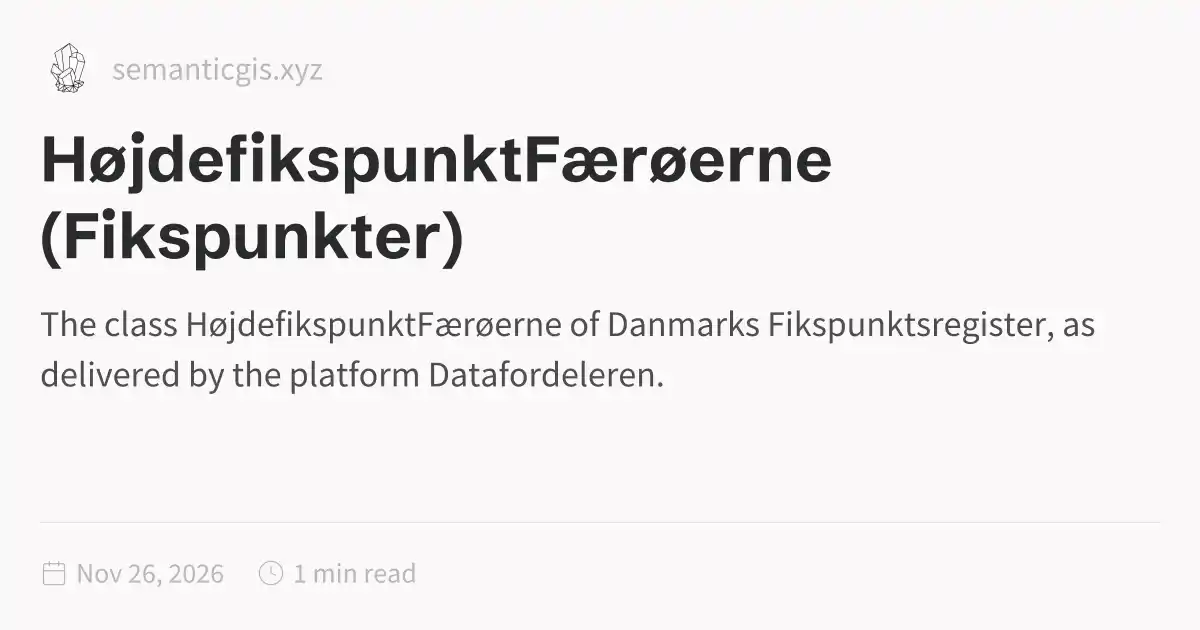 semanticgis.xyz
HøjdefikspunktFærøerne
(Fikspunkter)
The class HøjdefikspunktFærøerne of Danmarks Fikspunktsregister, as
delivered by the platform Datafordeleren.
Nov 26, 2026 1 min read